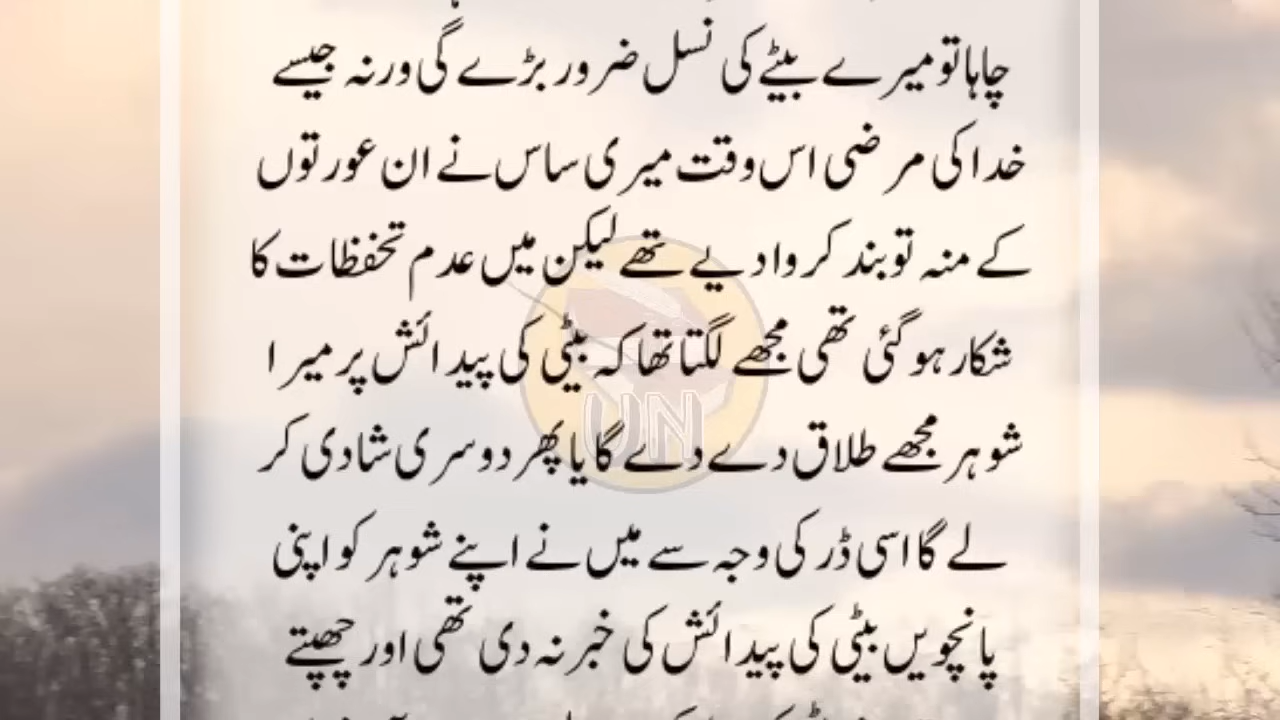 چاہا تو میرے بیٹے کی نسل ضرور بڑے گی ورنہ جیسے
خدا کی مرضی اس وقت میری ساس نے ان عورتوں
کے منہ تو بند کروا دیے تھے لیکن میں عدم تحفظات کا
شکار ہو گئی تھی مجھے لگتا تھا کہ بیٹی کی پیدائش پر میرا
شوہر مجھے طلاق دے دے گا یا پھر دوسری شادی کر
لے گا اسی ڈر کی وجہ سے میں نے اپنے شوہر کو اپنی
پانچویں بیٹی کی پیدائش کی خبر نہ دی تھی اور چھپتے
UN